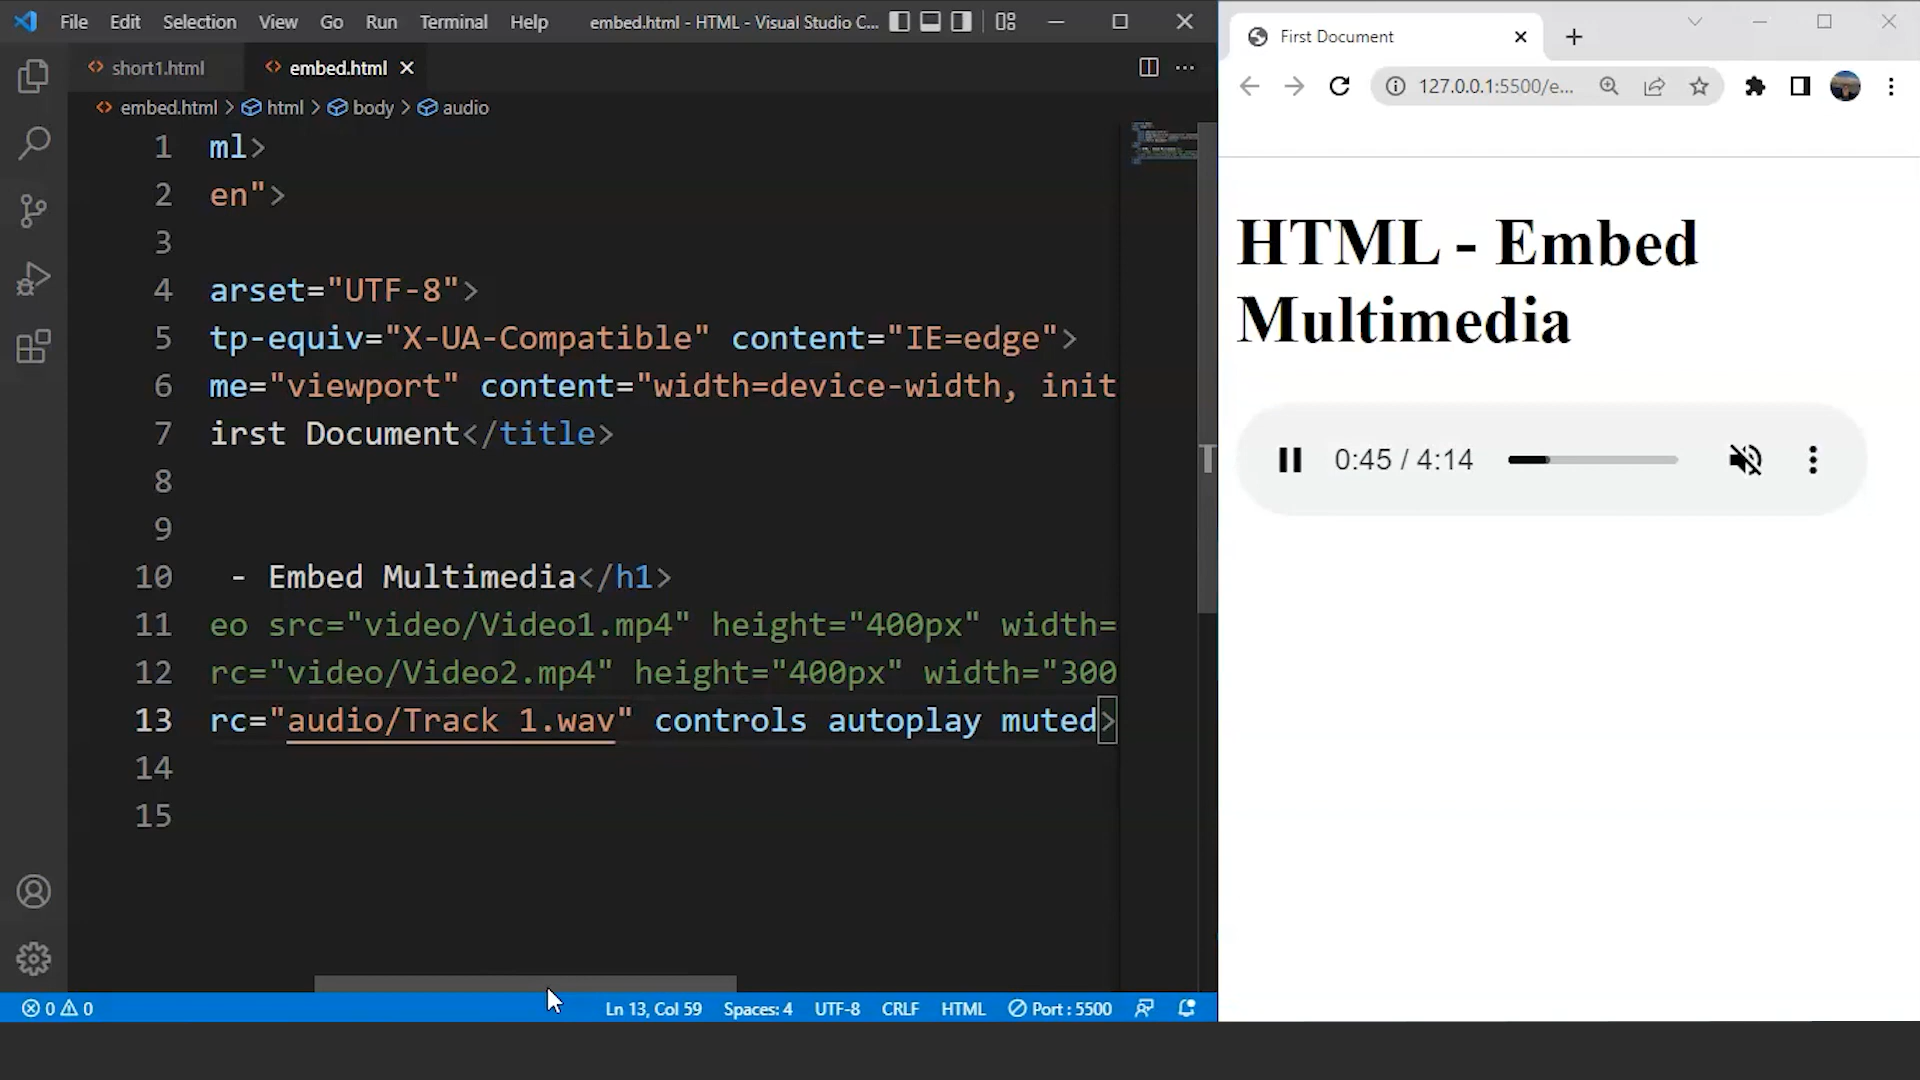 File Edit Selection View Go Run Terminal Help embed.html - HTML - Visual Studio C...
short1.html embed.html
embed.html > html > body > audio
1 ml>
2 en">
3
4 arset="UTF-8">
5 tp-equiv="X-UA-Compatible" content="IE=edge">
6 me="viewport" content="width=device-width, init
7 irst Document</title>
8
9
10 - Embed Multimedia</h1>
11 eo src="video/Video1.mp4" height="400px" width=
12 rc="video/Video2.mp4" height="400px" width="300
13 rc="audio/Track 1.wav" controls autoplay muted>
14
15
0 0 Ln 13, Col 59 Spaces: 4 UTF-8 CRLF HTML Port : 5500
First Document
127.0.0.1:5500/e...
HTML - Embed
Multimedia
0:45 / 4:14